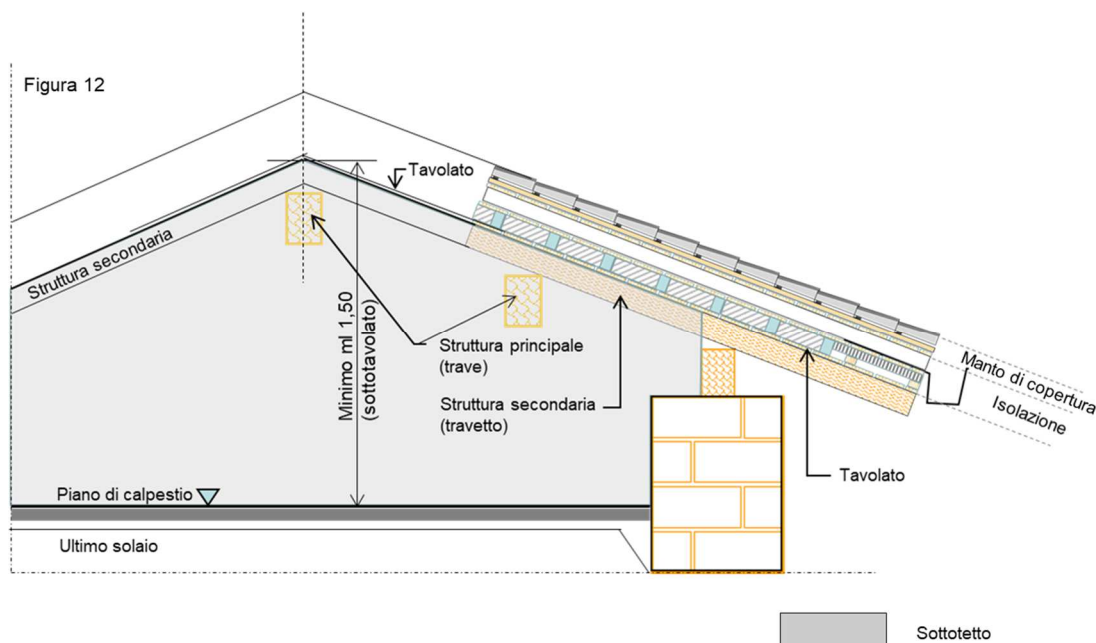 Figura 12
Tavolato
Struttura secondaria
Minimo ml 1,50
(sottotavolato)
Struttura principale
(trave)
Struttura secondaria
(travetto)
Manto di copertura
Isolazione
Tavolato
Piano di calpestio
Ultimo solaio
Sottotetto